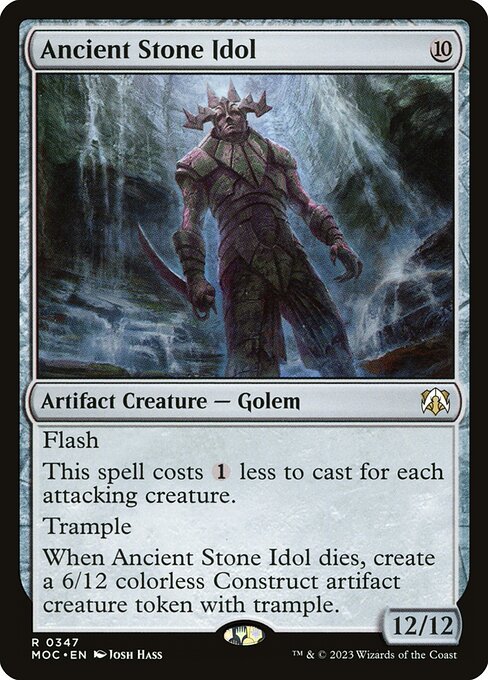 Ancient Stone Idol 10
Artifact Creature — Golem
Flash
This spell costs 1 less to cast for each
attacking creature.
Trample
When Ancient Stone Idol dies, create
a 6/12 colorless Construct artifact
creature token with trample.
12/12
R 0347
MOC • EN Josh Hass
™ & © 2023 Wizards of the Coast